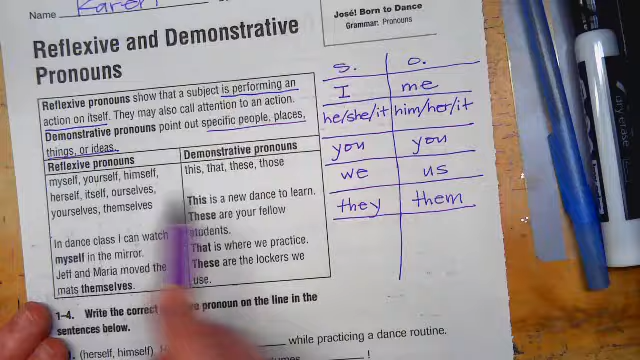 Name Karen
José! Born to Dance
Grammar: Pronouns
Reflexive and Demonstrative
Pronouns
Reflexive pronouns show that a subject is performing an
action on itself. They may also call attention to an action.
Demonstrative pronouns point out specific people, places,
things, or ideas.
Reflexive pronouns
myself, yourself, himself,
herself, itself, ourselves,
yourselves, themselves
In dance class I can watch
myself in the mirror.
Jeff and Maria moved the
mats themselves.
Demonstrative pronouns
this, that, these, those
This is a new dance to learn.
These are your fellow
students.
That is where we practice.
These are the lockers we
use.
s. o.
I me
he/she/it him/her/it
you you
we us
they them
1–4. Write the correct pronoun on the line in the
sentences below.
(herself, himself) while practicing a dance routine.
!